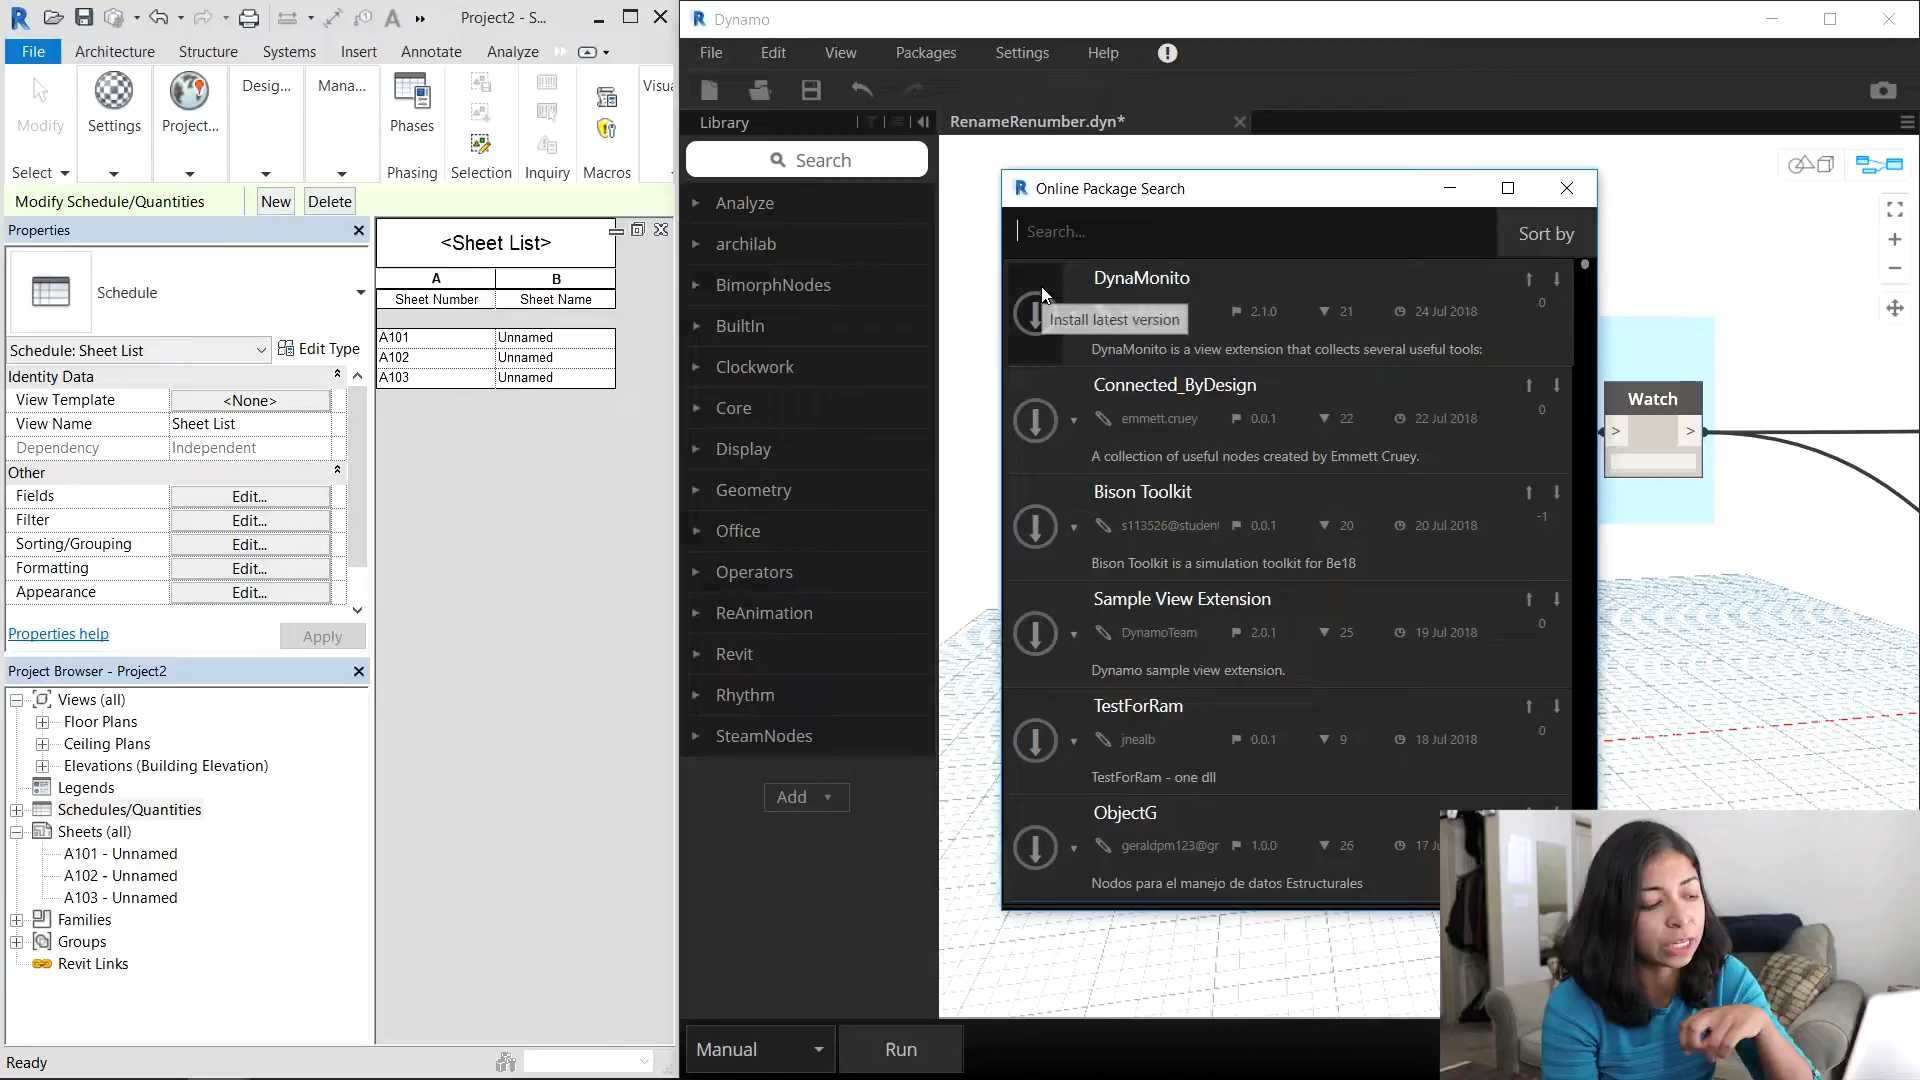 Project2 - S...
File Architecture Structure Systems Insert Annotate Analyze
Modify Settings Project... Desig... Mana... Phases Visua
Select Phasing Selection Inquiry Macros
Modify Schedule/Quantities New Delete
Properties
Schedule
Schedule: Sheet List Edit Type
Identity Data
View Template <None>
View Name Sheet List
Dependency Independent
Other
Fields Edit...
Filter Edit...
Sorting/Grouping Edit...
Formatting Edit...
Appearance Edit...
Properties help Apply
Project Browser - Project2
Views (all)
Floor Plans
Ceiling Plans
Elevations (Building Elevation)
Legends
Schedules/Quantities
Sheets (all)
A101 - Unnamed
A102 - Unnamed
A103 - Unnamed
Families
Groups
Revit Links
Ready
<Sheet List>
A B
Sheet Number Sheet Name
A101 Unnamed
A102 Unnamed
A103 Unnamed
Dynamo
File Edit View Packages Settings Help
Library
RenameRenumber.dyn*
Search
Analyze
archilab
BimorphNodes
BuiltIn
Clockwork
Core
Display
Geometry
Office
Operators
ReAnimation
Revit
Rhythm
SteamNodes
Add
Manual Run
Online Package Search
Search... Sort by
DynaMonito
2.1.0 21 24 Jul 2018 0
Install latest version
DynaMonito is a view extension that collects several useful tools:
Connected_ByDesign
emmett.cruey 0.0.1 22 22 Jul 2018 0
A collection of useful nodes created by Emmett Cruey.
Bison Toolkit
s113526@student 0.0.1 20 20 Jul 2018 -1
Bison Toolkit is a simulation toolkit for Be18
Sample View Extension
DynamoTeam 2.0.1 25 19 Jul 2018 0
Dynamo sample view extension.
TestForRam
jnealb 0.0.1 9 18 Jul 2018 0
TestForRam - one dll
ObjectG
geraldpm123@gr 1.0.0 26 17 Ju
Nodos para el manejo de datos Estructurales
Watch
> >